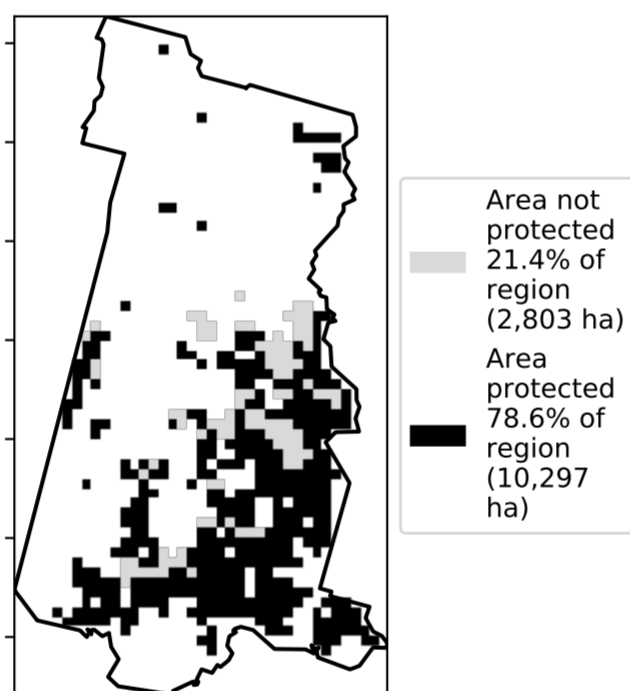 Area not
protected
21.4% of
region
(2,803 ha)
Area
protected
78.6% of
region
(10,297
ha)